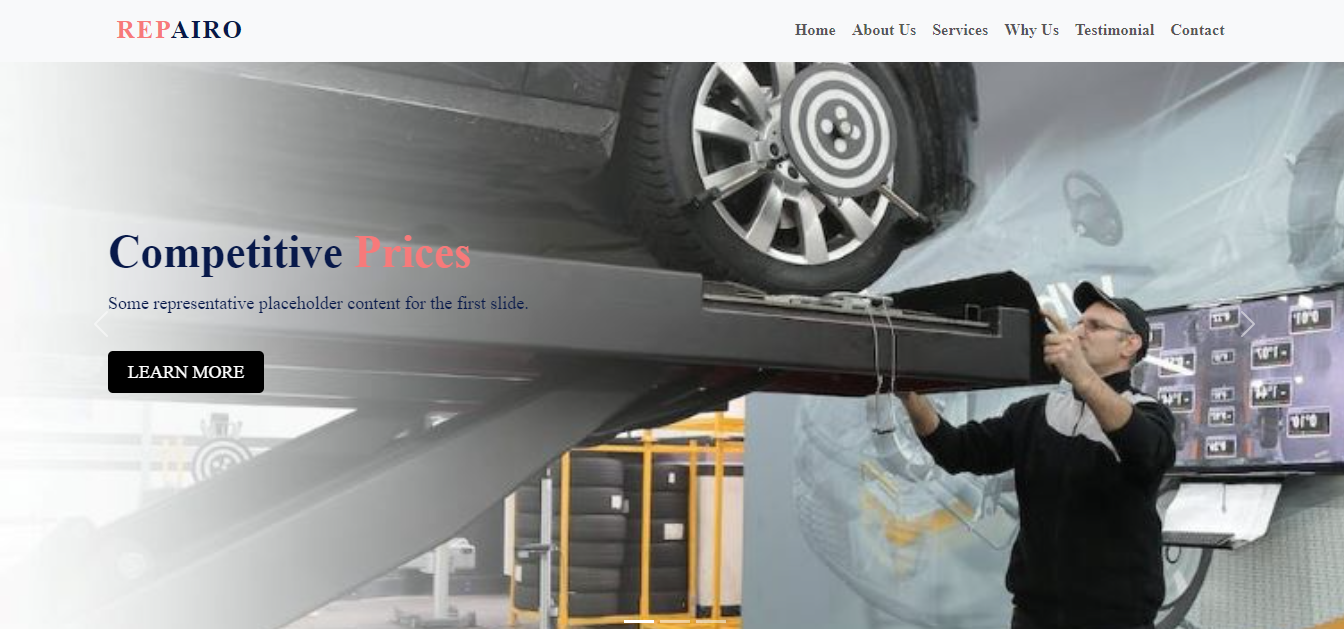 REPAIRO
Home About Us Services Why Us Testimonial Contact
Competitive Prices
Some representative placeholder content for the first slide.
LEARN MORE